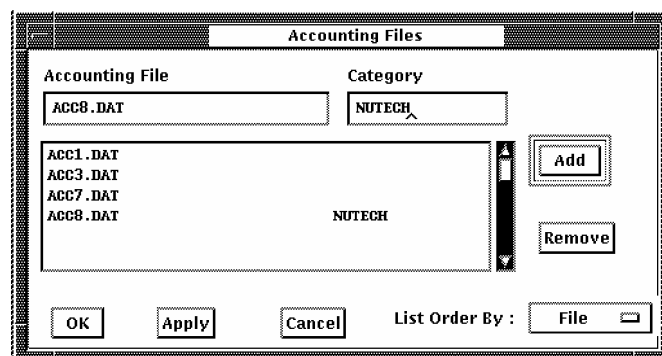 Accounting Files
Accounting File Category
ACC8.DAT NUTECH
ACC1.DAT
ACC3.DAT
ACC7.DAT
ACC8.DAT NUTECH
Add
Remove
OK Apply Cancel List Order By : File